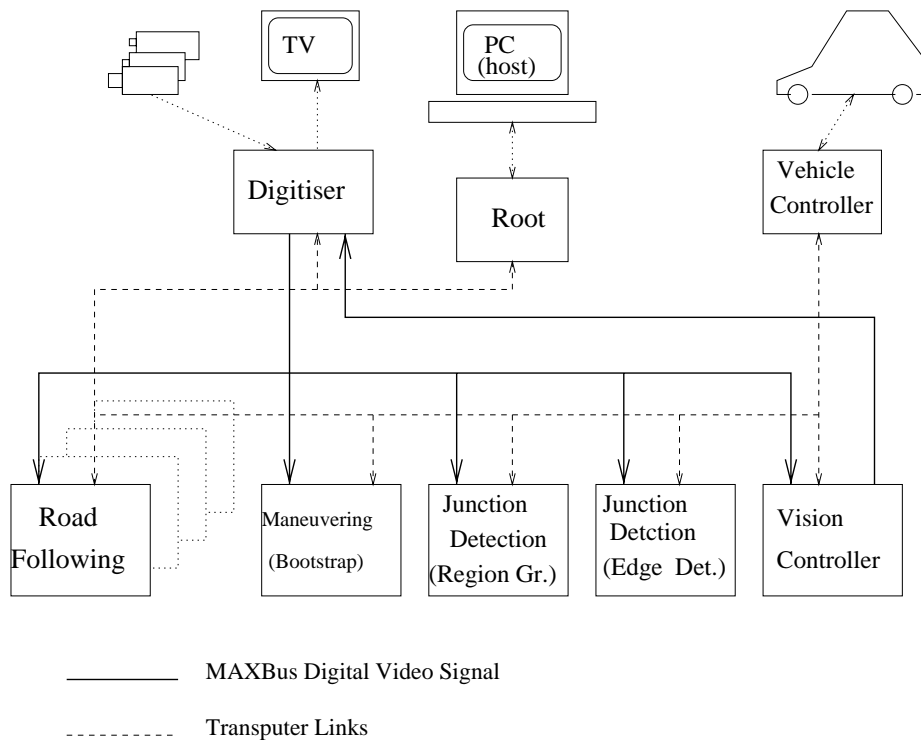 TV
PC
(host)
Digitiser
Root
Vehicle
Controller
Road
Following
Maneuvering
(Bootstrap)
Junction
Detection
(Region Gr.)
Junction
Detction
(Edge Det.)
Vision
Controller
MAXBus Digital Video Signal
Transputer Links